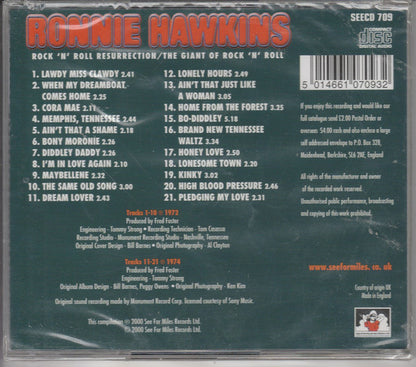 RONNIE HAWKINS
ROCK 'N' ROLL RESURRECTION/THE GIANT OF ROCK 'N' ROLL
SEECD 709
COMPACT
disc
DIGITAL AUDIO
1. LAWDY MISS CLAWDY 2.41
2. WHEN MY DREAMBOAT
COMES HOME 2.25
3. CORA MAE 2.11
4. MEMPHIS, TENNESSEE 2.44
5. AIN'T THAT A SHAME 2.18
6. BONY MORONIE 2.25
7. DIDDLEY DADDY 2.29
8. I'M IN LOVE AGAIN 2.10
9. MAYBELLENE 2.32
10. THE SAME OLD SONG 3.00
11. DREAM LOVER 2.43
12. LONELY HOURS 2.49
13. AIN'T THAT JUST LIKE
A WOMAN 3.05
14. HOME FROM THE FOREST 3.25
15. BO-DIDDLEY 5.18
16. BRAND NEW TENNESSEE
WALTZ 3.34
17. HONEY LOVE 2.50
18. LONESOME TOWN 2.20
19. KINKY 3.02
20. HIGH BLOOD PRESSURE 2.46
21. PLEDGING MY LOVE 2.31
5 014661 070932
If you enjoy this recording and would like our
full catalogue send £2.00 Postal Order or
overseas $4.00 rech and also enclose a large
self addressed envelope to P.O. Box 328,
Maidenhead, Berkshire, SL6 2NE, England
All rights of the manufacturer and owner
of the recorded work reserved.
Unauthorised public performance, broadcasting
and copying of this work prohibited.
Tracks 1-10 ℗ 1972
Produced by Fred Foster
Engineering - Tommy Strong • Recording Technician - Tom Cosassa
Recording Studio - Monument Recording Studio - Nashville, Tennessee
Original Cover Design - Bill Barnes • Original Photography - Al Clayton
Tracks 11-21 ℗ 1974
Produced by Fred Foster
Engineering - Tommy Strong
Original Album Design - Bill Barnes, Peggy Owens • Original Photography - Ken Kim
Original sound recording made by Monument Record Corp. licensed courtesy of Sony Music.
This compilation ℗ 2000 See For Miles Records Ltd.
© 2000 See For Miles Records Ltd.
www.seeformiles.co.uk
Country of origin UK
Made in England